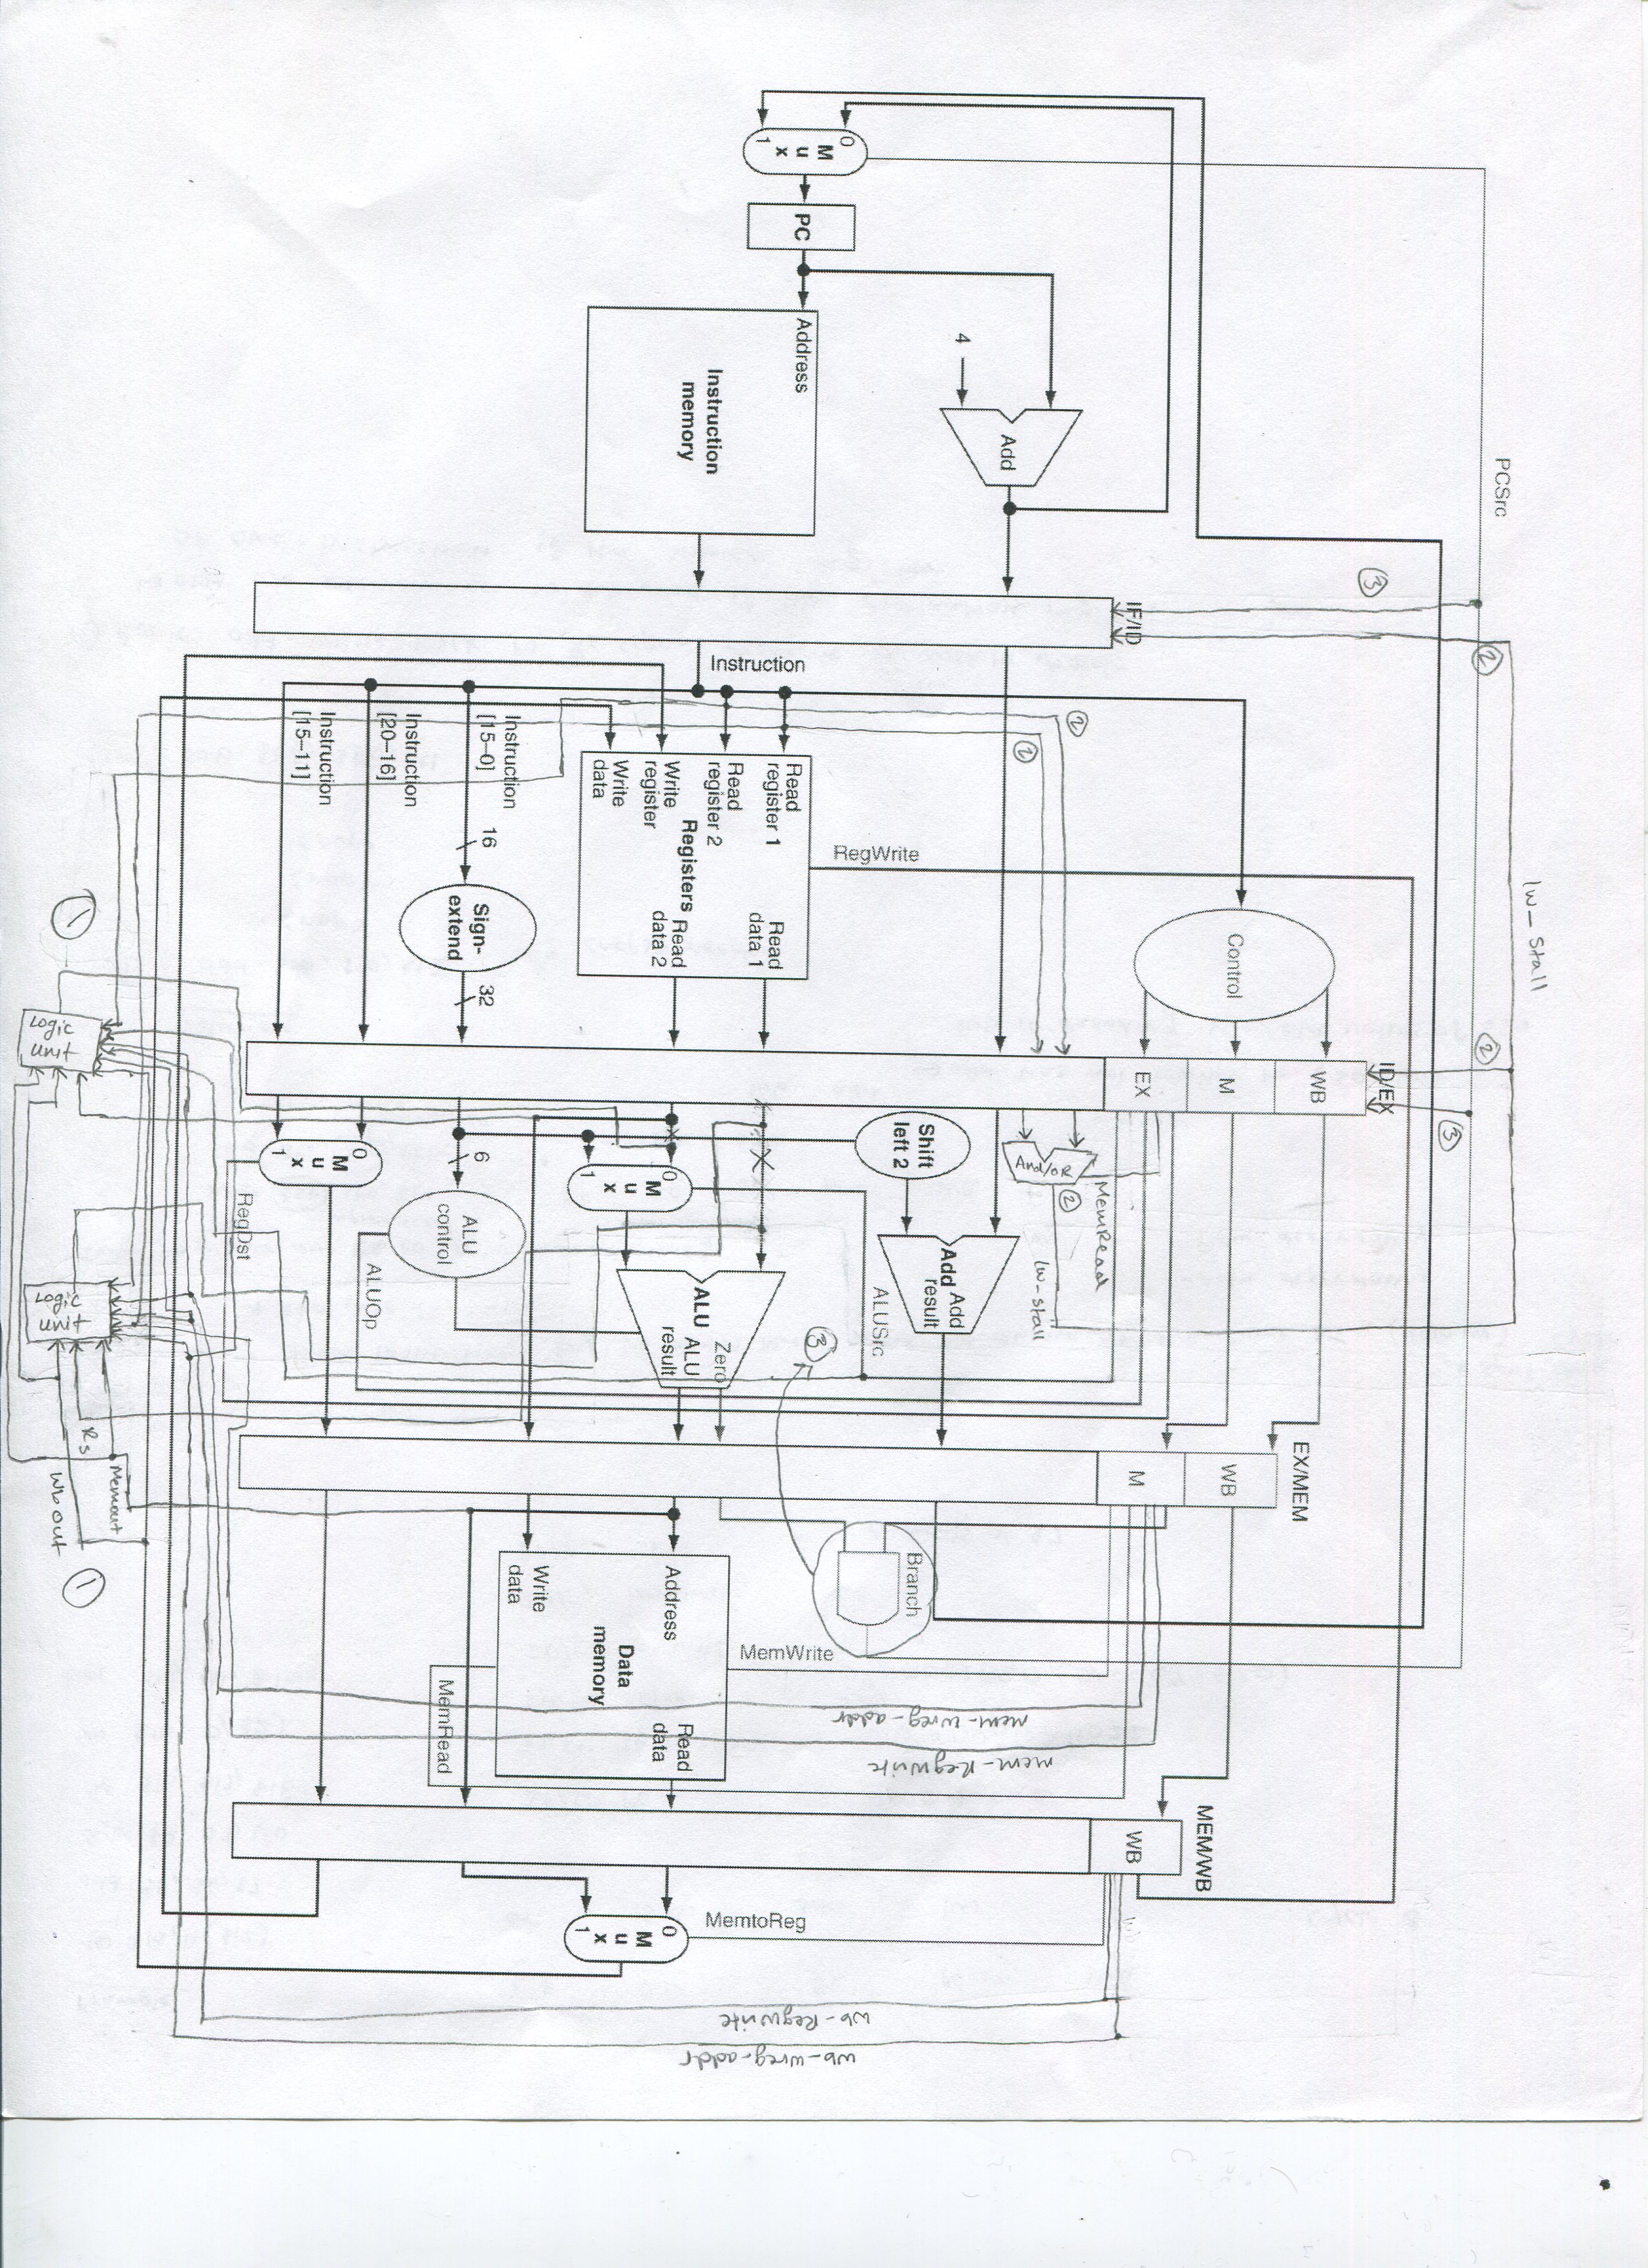 PCSrc
lw_Stall
③
②
②
③
IF/ID
ID/EX
EX/MEM
MEM/WB
Control
WB
M
EX
WB
M
WB
②
②
Add
4
RegWrite
MemRead
And/OR
②
lw-stall
Shift
left 2
Add Add
result
ALUSrc
③
Branch
MemWrite
mem-wreg-addr
mem-RegWrite
0
M
u
x
1
PC
Address
Instruction
memory
Instruction
Read
register 1
Read
register 2
Write
register
Write
data
Registers
Read
data 1
Read
data 2
Zero
ALU
ALU
result
0
M
u
x
1
Address
Write
data
Data
memory
Read
data
MemRead
MemtoReg
0
M
u
x
1
Instruction
[15–0]
Instruction
[20–16]
Instruction
[15–11]
16
Sign-
extend
32
6
ALU
control
ALUOp
0
M
u
x
1
RegDst
①
Logic
unit
Logic
unit
Rs
Memout
Wb out
①
wb-RegWrite
wb-wreg-addr